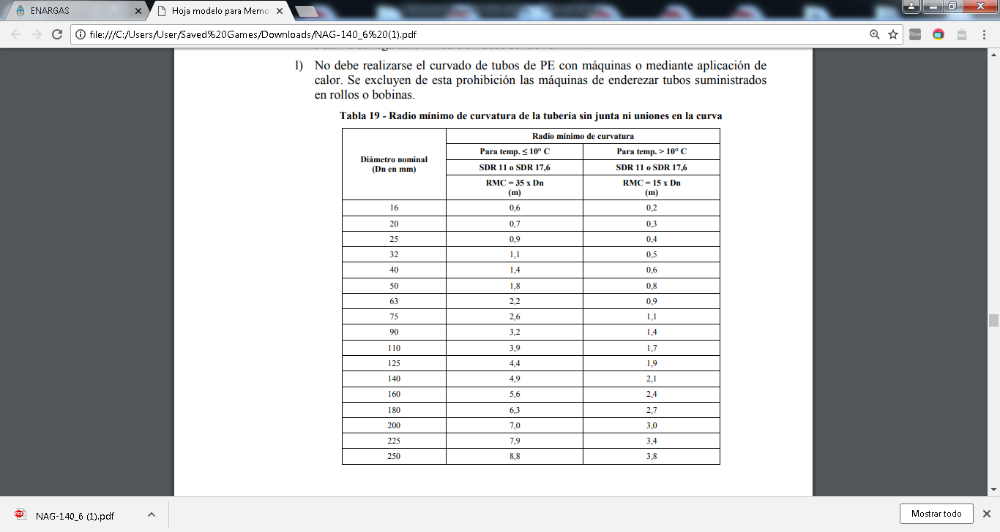 ENARGAS
Hoja modelo para Memo
file:///C:/Users/User/Saved%20Games/Downloads/NAG-140_6%20(1).pdf
l) No debe realizarse el curvado de tubos de PE con máquinas o mediante aplicación de
calor. Se excluyen de esta prohibición las máquinas de enderezar tubos suministrados
en rollos o bobinas.
Tabla 19 - Radio mínimo de curvatura de la tubería sin junta ni uniones en la curva
Diámetro nominal
(Dn en mm)
Radio mínimo de curvatura
Para temp. ≤ 10° C Para temp. > 10° C
SDR 11 o SDR 17,6 SDR 11 o SDR 17,6
RMC = 35 x Dn RMC = 15 x Dn
(m) (m)
16 0,6 0,2
20 0,7 0,3
25 0,9 0,4
32 1,1 0,5
40 1,4 0,6
50 1,8 0,8
63 2,2 0,9
75 2,6 1,1
90 3,2 1,4
110 3,9 1,7
125 4,4 1,9
140 4,9 2,1
160 5,6 2,4
180 6,3 2,7
200 7,0 3,0
225 7,9 3,4
250 8,8 3,8
NAG-140_6 (1).pdf
Mostrar todo